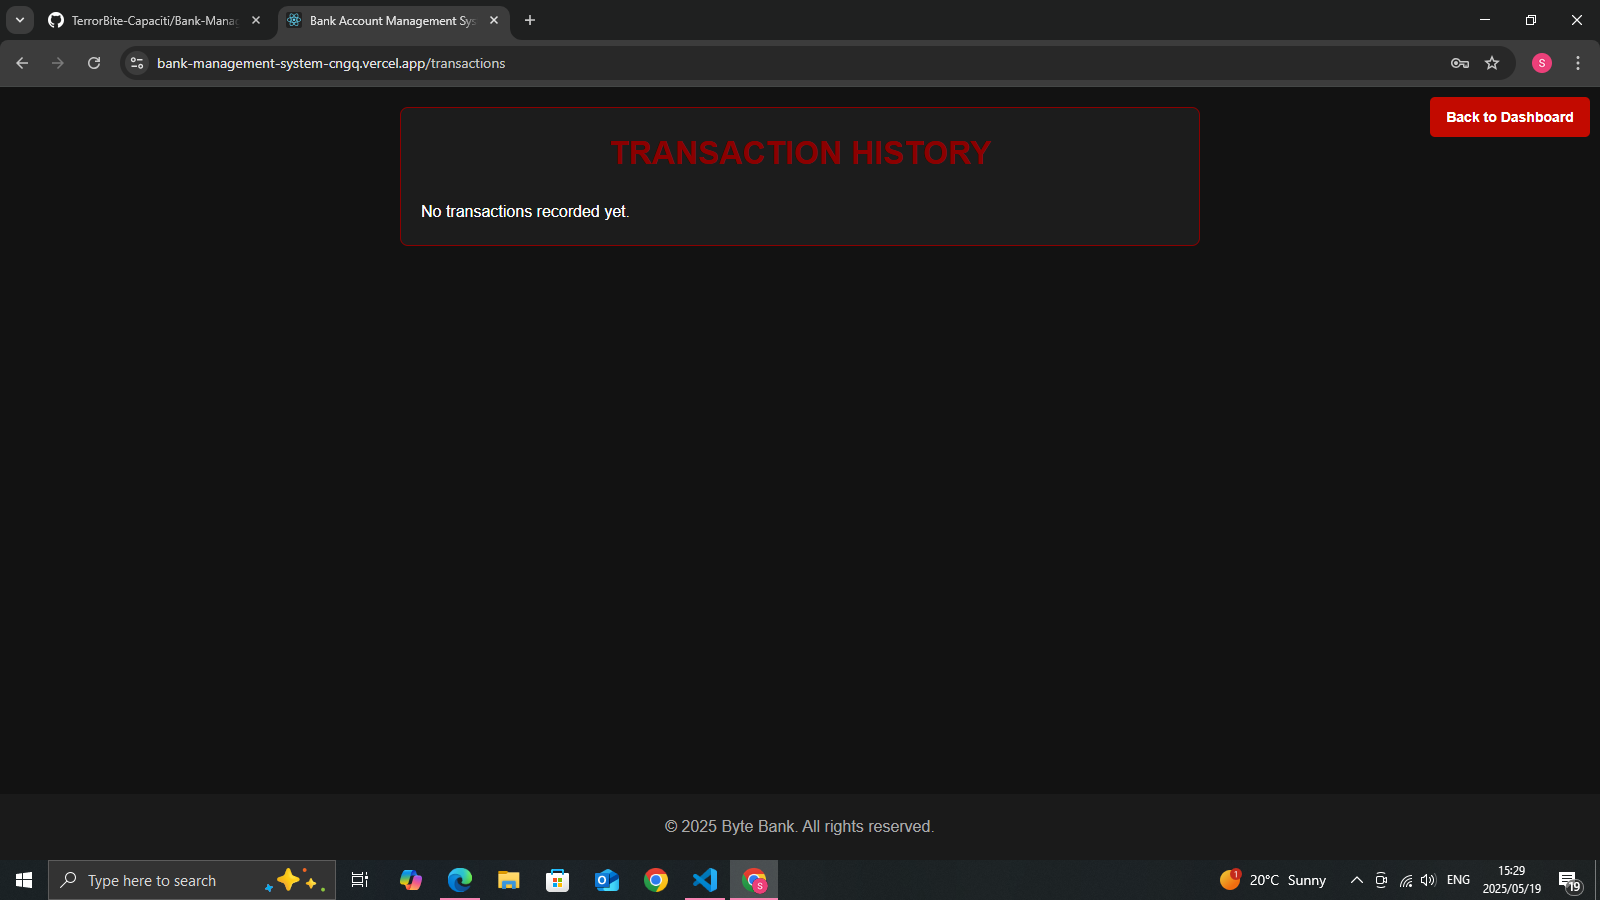 TerrorBite-Capaciti/Bank-Manag
Bank Account Management Sys
bank-management-system-cngq.vercel.app/transactions
S
Back to Dashboard
TRANSACTION HISTORY
No transactions recorded yet.
© 2025 Byte Bank. All rights reserved.
Type here to search
S
1
20°C Sunny
ENG
15:29
2025/05/19
19